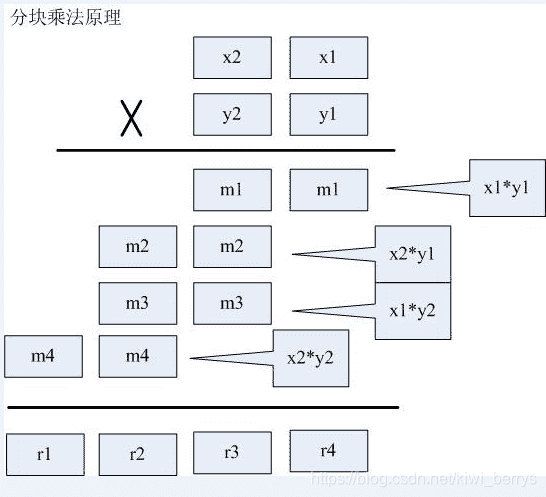 分块乘法原理
x2 x1
X y2 y1
m1 m1 x1*y1
m2 m2 x2*y1
m3 m3 x1*y2
m4 m4 x2*y2
r1 r2 r3 r4
https://blog.csdn.net/kiwi_berrys